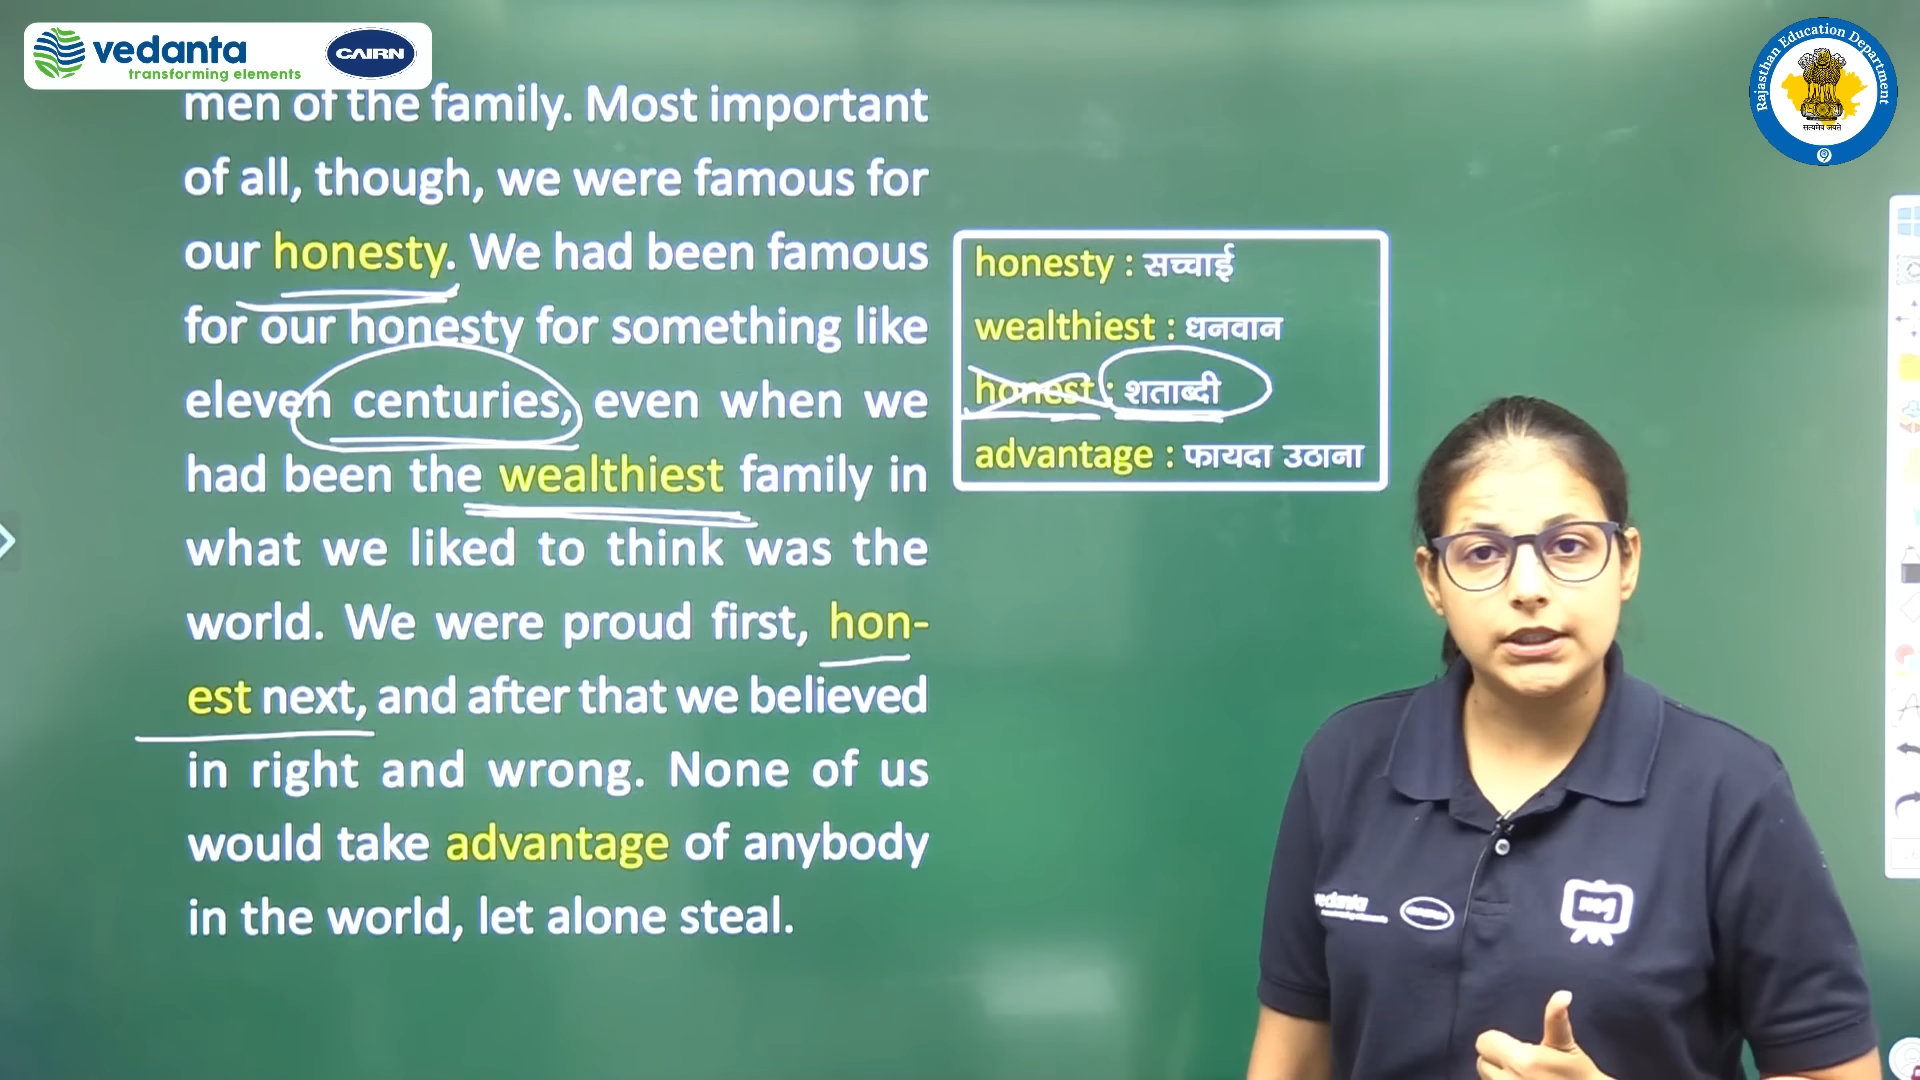 vedanta
transforming elements
CAIRN
Rajasthan Education Department
सत्यमेव जयते
men of the family. Most important
of all, though, we were famous for
our honesty. We had been famous
for our honesty for something like
eleven centuries, even when we
had been the wealthiest family in
what we liked to think was the
world. We were proud first, hon-
est next, and after that we believed
in right and wrong. None of us
would take advantage of anybody
in the world, let alone steal.
honesty : सच्चाई
wealthiest : धनवान
honest : शताब्दी
advantage : फायदा उठाना
vedanta